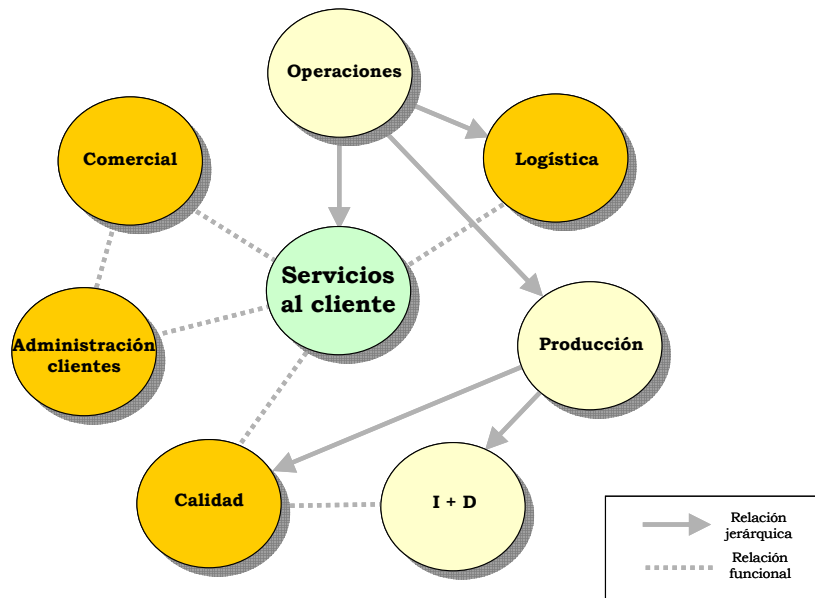 Operaciones
Comercial
Logística
Servicios
al cliente
Administración
clientes
Producción
Calidad
I + D
Relación
jerárquica
Relación
funcional